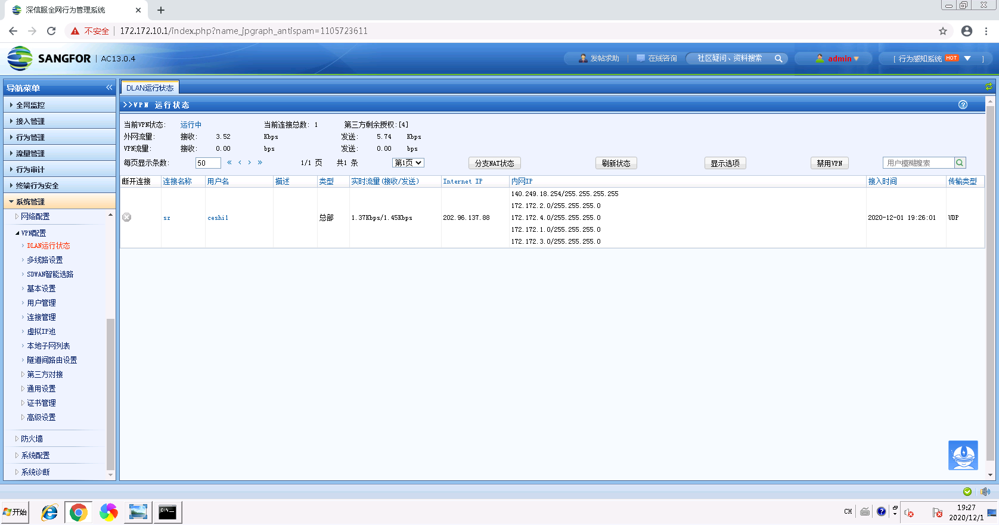 深信服全网行为管理系统
不安全 172.172.10.1/index.php?name_jpgraph_antispam=1105723611
SANGFOR | AC13.0.4
发帖求助 在线咨询 社区疑问、资料搜索 admin [ 行为感知系统 HOT ]
导航菜单
全网监控
接入管理
行为管理
流量管理
行为审计
终端行为安全
系统管理
网络配置
VPN配置
DLAN运行状态
多线路设置
SDWAN智能选路
基本设置
用户管理
连接管理
虚拟IP池
本地子网列表
隧道间路由设置
第三方对接
通用设置
证书管理
高级设置
防火墙
系统配置
系统诊断
DLAN运行状态
>>VPN 运行状态
当前VPN状态: 运行中 当前连接总数: 1 第三方剩余授权:[4]
外网流量: 接收: 3.52 Kbps 发送: 5.74 Kbps
VPN流量: 接收: 0.00 bps 发送: 0.00 bps
每页显示条数: 50 « ‹ › » 1/1 页 共1 条 第1页 分支NAT状态 刷新状态 显示选项 禁用VPN 用户模糊搜索
断开连接 连接名称 用户名 描述 类型 实时流量(接收/发送) Internet IP 内网IP 接入时间 传输类型
140.249.18.254/255.255.255.255
172.172.2.0/255.255.255.0
sz ceshi1 总部 1.37Kbps/1.45Kbps 202.96.137.88 172.172.4.0/255.255.255.0 2020-12-01 19:26:01 UDP
172.172.1.0/255.255.255.0
172.172.3.0/255.255.255.0
开始 CH 19:27
2020/12/1